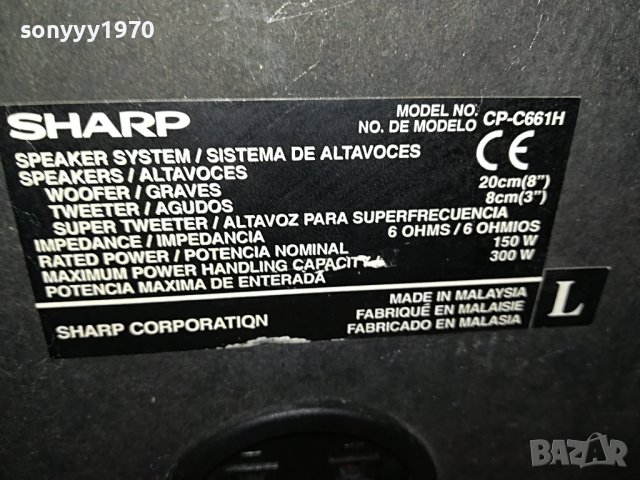 sonyyy1970
SHARP
MODEL NO.
NO. DE MODELO CP-C661H
SPEAKER SYSTEM / SISTEMA DE ALTAVOCES
CE
SPEAKERS / ALTAVOCES
WOOFER / GRAVES 20cm(8")
TWEETER / AGUDOS 8cm(3")
SUPER TWEETER / ALTAVOZ PARA SUPERFRECUENCIA
IMPEDANCE / IMPEDANCIA 6 OHMS / 6 OHMIOS
RATED POWER / POTENCIA NOMINAL 150 W
MAXIMUM POWER HANDLING CAPACITY 300 W
POTENCIA MAXIMA DE ENTERADA
SHARP CORPORATION
MADE IN MALAYSIA
FABRIQUÉ EN MALAISIE
FABRICADO EN MALASIA
L
BAZAR